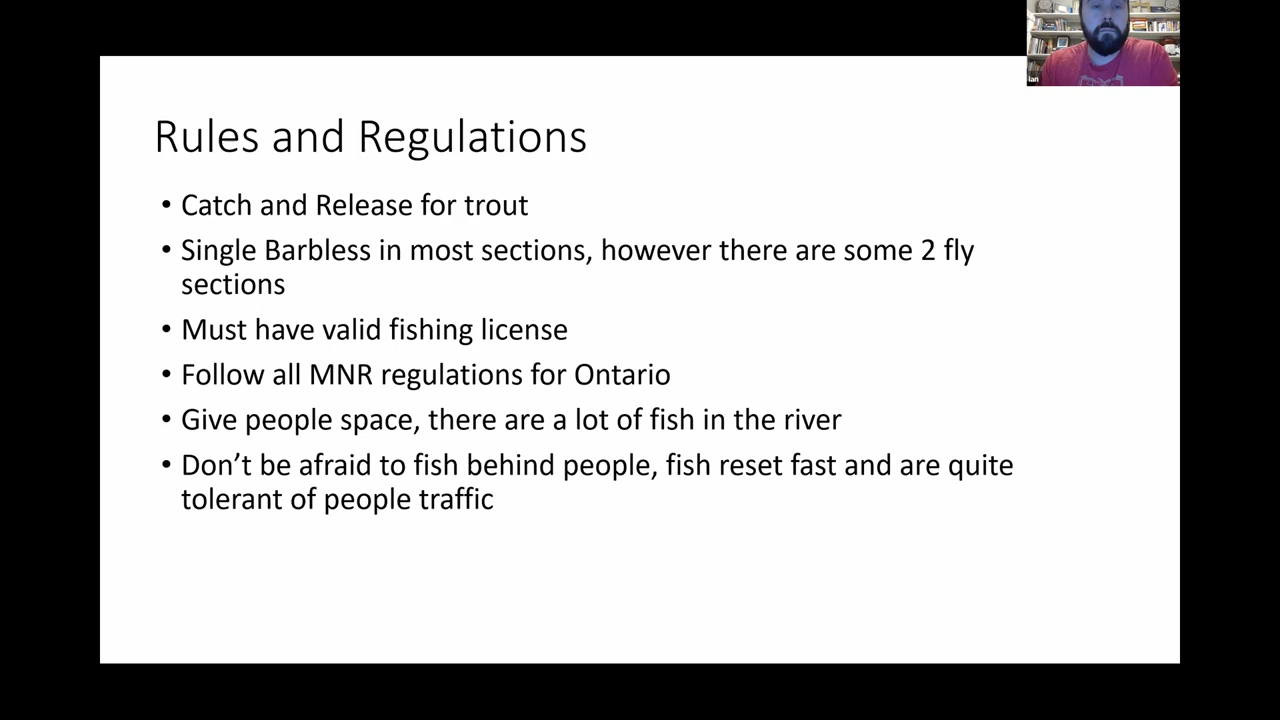 Ian
Rules and Regulations
• Catch and Release for trout
• Single Barbless in most sections, however there are some 2 fly
sections
• Must have valid fishing license
• Follow all MNR regulations for Ontario
• Give people space, there are a lot of fish in the river
• Don’t be afraid to fish behind people, fish reset fast and are quite
tolerant of people traffic